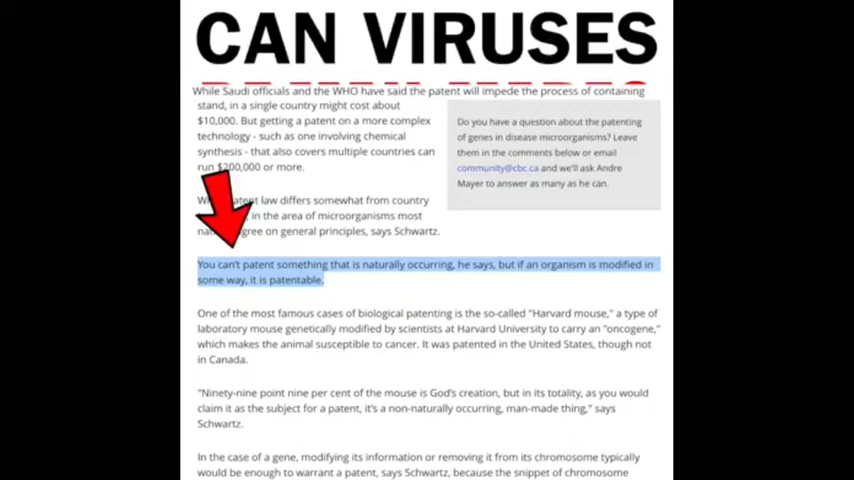 CAN VIRUSES
While Saudi officials and the WHO have said the patent will impede the process of containing
stand, in a single country might cost about
$10,000. But getting a patent on a more complex
technology - such as one involving chemical
synthesis - that also covers multiple countries can
run $200,000 or more.
Do you have a question about the patenting
of genes in disease microorganisms? Leave
them in the comments below or email
community@cbc.ca and we'll ask Andre
Mayer to answer as many as he can.
law differs somewhat from country
in the area of microorganisms most
agree on general principles, says Schwartz.
You can't patent something that is naturally occurring, he says, but if an organism is modified in
some way, it is patentable.
One of the most famous cases of biological patenting is the so-called "Harvard mouse," a type of
laboratory mouse genetically modified by scientists at Harvard University to carry an "oncogene,"
which makes the animal susceptible to cancer. It was patented in the United States, though not
in Canada.
"Ninety-nine point nine per cent of the mouse is God's creation, but in its totality, as you would
claim it as the subject for a patent, it's a non-naturally occurring, man-made thing," says
Schwartz.
In the case of a gene, modifying its information or removing it from its chromosome typically
would be enough to warrant a patent, says Schwartz, because the snippet of chromosome